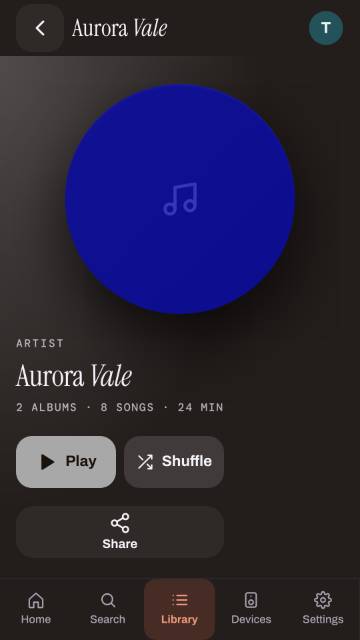 Aurora Vale
T
ARTIST
Aurora Vale
2 ALBUMS · 8 SONGS · 24 MIN
Play
Shuffle
Share
Home
Search
Library
Devices
Settings